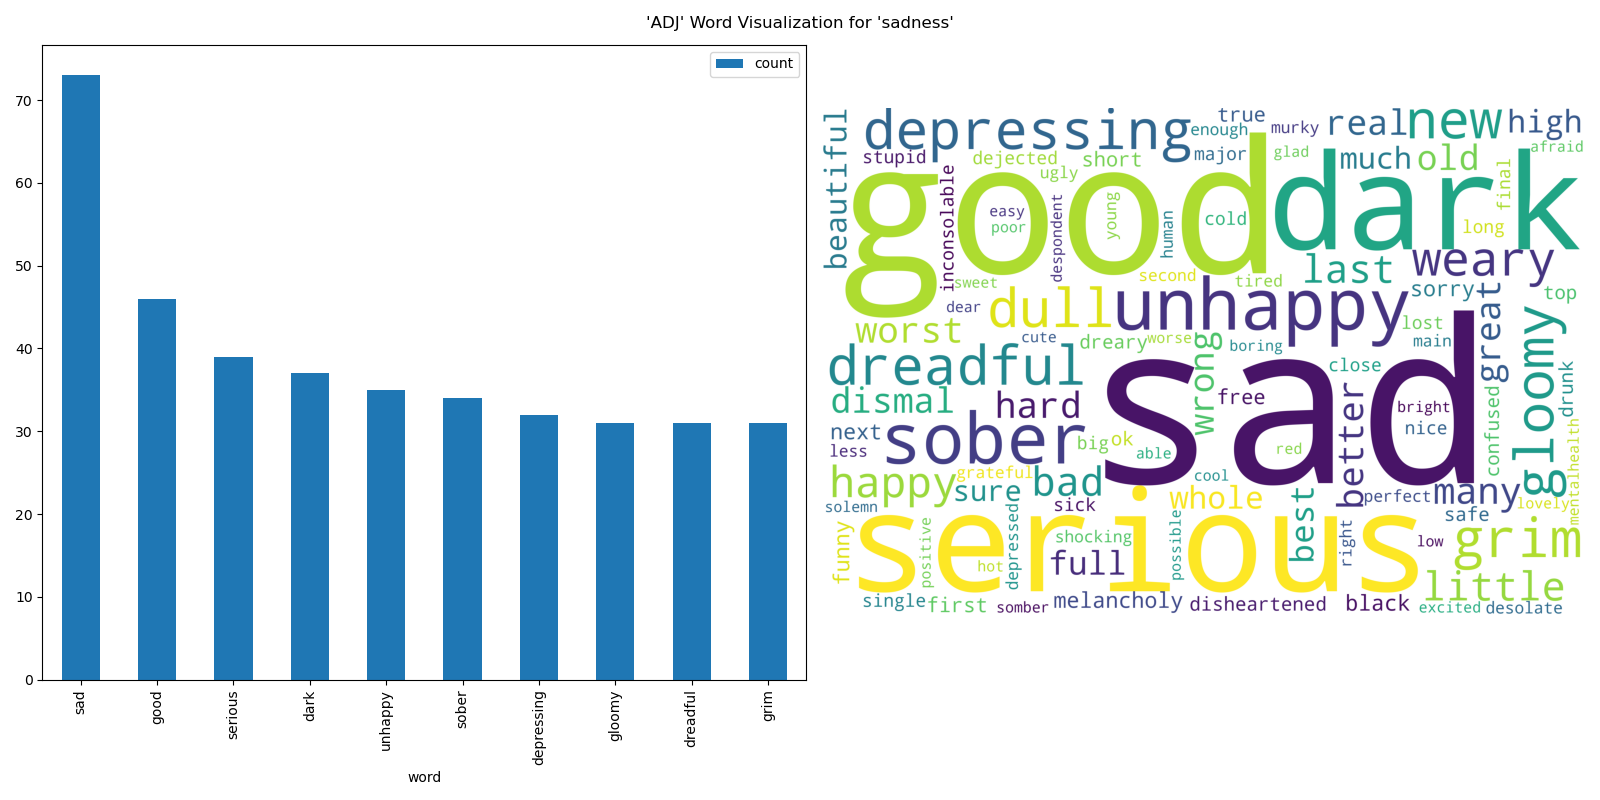 'ADJ' Word Visualization for 'sadness'
count
70
60
50
40
30
20
10
0
sad
good
serious
dark
unhappy
sober
depressing
gloomy
dreadful
grim
word
beautiful
depressing
true
enough
murky
real
new
high
stupid
dejected
ugly
short
major
glad
much
old
afraid
good
dark
inconsolable
easy
poor
despondent
young
human
cold
final
long
sweet
second
tired
last
weary
dear
dull
unhappy
sorry
great
top
worst
cute
dreary
worse
wrong
boring
lost
main
gloomy
dreadful
sad
close
drunk
dismal
hard
free
better
bright
nice
confused
next
less
sober
big
ok
able
red
mentalhealth
happy
grateful
sure
bad
cool
whole
best
perfect
many
lovely
solemn
depressed
sick
safe
funny
serious
positive
hot
shocking
full
possible
right
low
grim
little
single
first
somber
melancholy
disheartened
black
excited
desolate